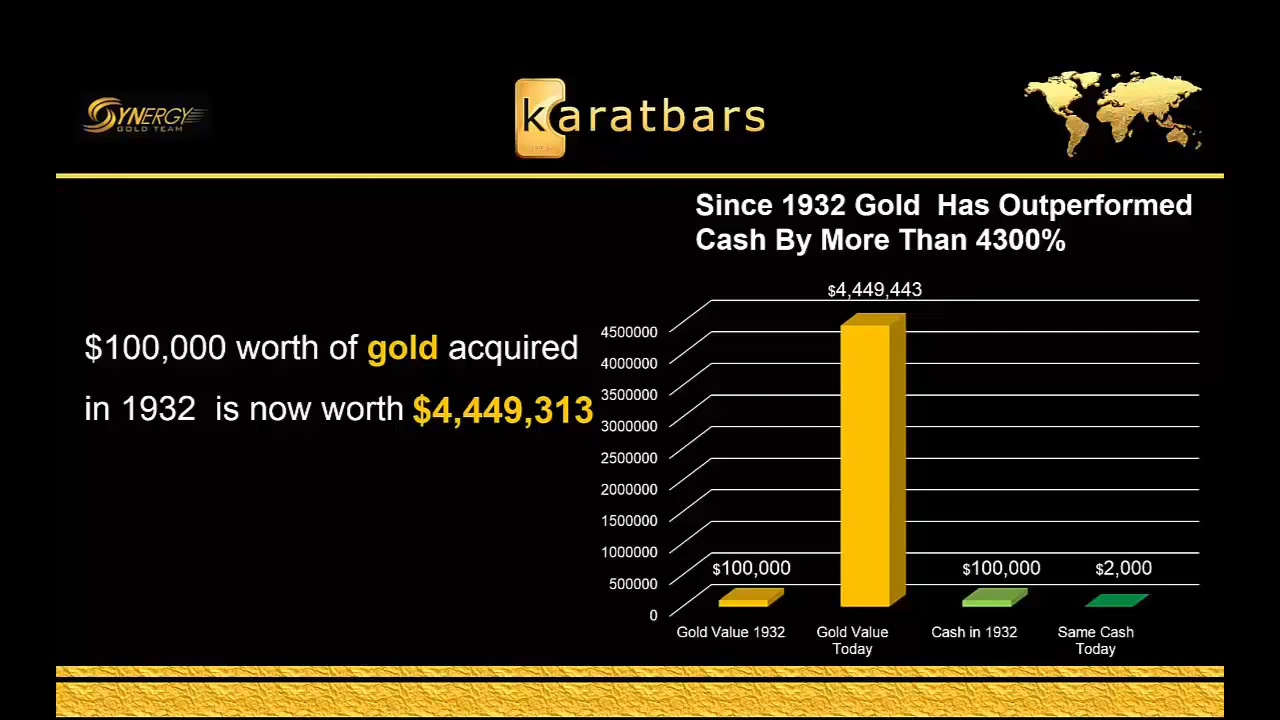 SYNERGY
GOLD TEAM
karatbars
Since 1932 Gold  Has Outperformed
Cash By More Than 4300%
$100,000 worth of gold acquired
in 1932  is now worth $4,449,313
$4,449,443
4500000
4000000
3500000
3000000
2500000
2000000
1500000
1000000
500000
0
$100,000
$100,000
$2,000
Gold Value 1932
Gold Value
Today
Cash in 1932
Same Cash
Today